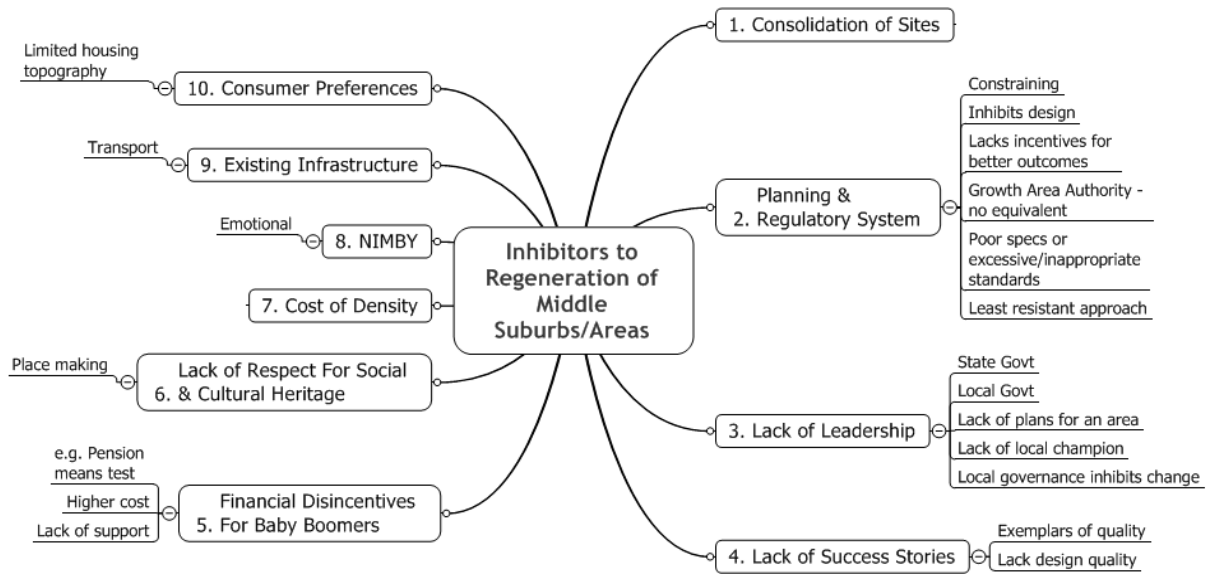 Inhibitors to
Regeneration of
Middle
Suburbs/Areas
1. Consolidation of Sites
Planning &
2. Regulatory System
Constraining
Inhibits design
Lacks incentives for
better outcomes
Growth Area Authority -
no equivalent
Poor specs or
excessive/inappropriate
standards
Least resistant approach
3. Lack of Leadership
State Govt
Local Govt
Lack of plans for an area
Lack of local champion
Local governance inhibits change
4. Lack of Success Stories
Exemplars of quality
Lack design quality
Financial Disincentives
5. For Baby Boomers
e.g. Pension
means test
Higher cost
Lack of support
Lack of Respect For Social
6. & Cultural Heritage
Place making
7. Cost of Density
8. NIMBY
Emotional
9. Existing Infrastructure
Transport
10. Consumer Preferences
Limited housing
topography